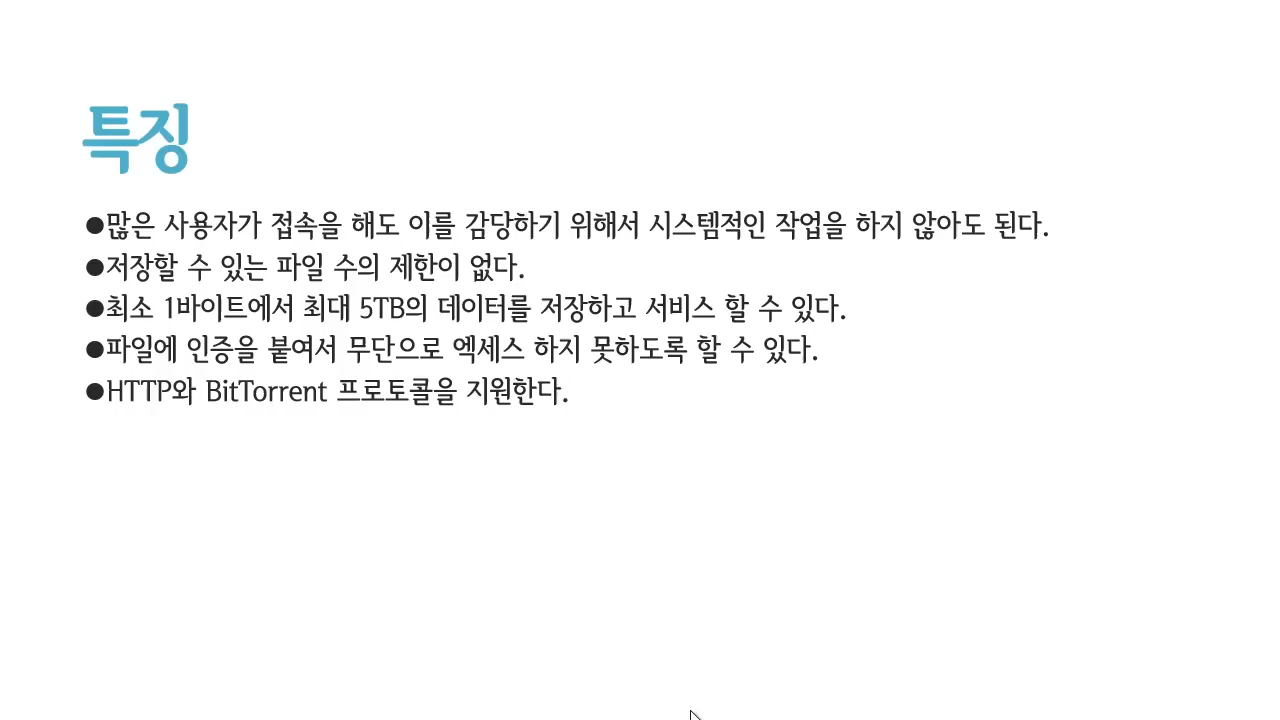 특징
●많은 사용자가 접속을 해도 이를 감당하기 위해서 시스템적인 작업을 하지 않아도 된다.
●저장할 수 있는 파일 수의 제한이 없다.
●최소 1바이트에서 최대 5TB의 데이터를 저장하고 서비스 할 수 있다.
●파일에 인증을 붙여서 무단으로 엑세스 하지 못하도록 할 수 있다.
●HTTP와 BitTorrent 프로토콜을 지원한다.